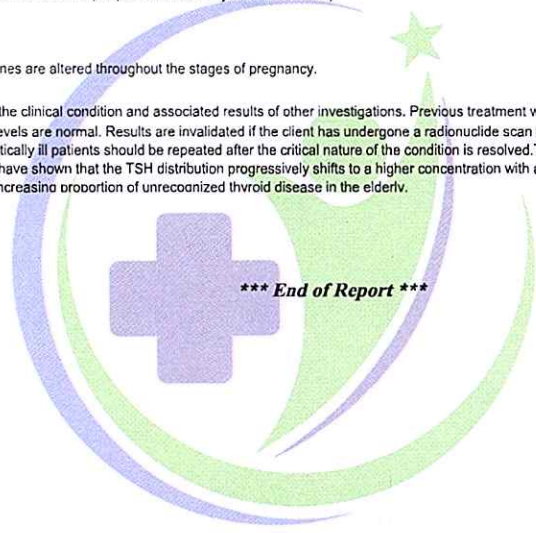 nes are altered throughout the stages of pregnancy.
the clinical condition and associated results of other investigations. Previous treatment w
evels are normal. Results are invalidated if the client has undergone a radionuclide scan
tically ill patients should be repeated after the critical nature of the condition is resolved.T
have shown that the TSH distribution progressively shifts to a higher concentration with a
ncreasing proportion of unrecognized thyroid disease in the elderly.
*** End of Report ***